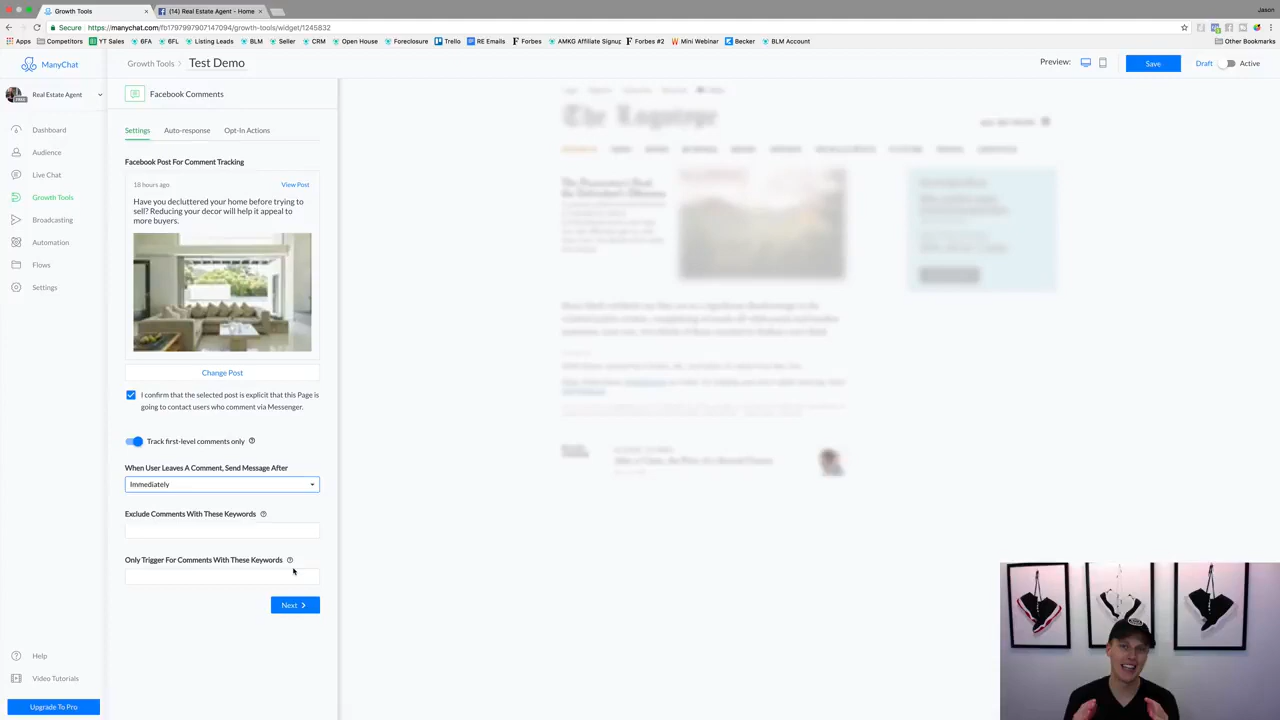 Growth Tools
(14) Real Estate Agent - Home
Jason
Secure
https://manychat.com/fb1797997907147094/growth-tools/widget/1245832
Apps
Competitors
YT Sales
6FA
6FL
Listing Leads
BLM
Seller
CRM
Open House
Foreclosure
Trello
RE Emails
Forbes
AMKG Affiliate Signup
Forbes #2
Mini Webinar
Becker
BLM Account
Other Bookmarks
ManyChat
Growth Tools
Test Demo
Preview:
Save
Draft
Active
Real Estate Agent
FREE
Facebook Comments
Dashboard
Audience
Live Chat
Growth Tools
Broadcasting
Automation
Flows
Settings
Settings
Auto-response
Opt-In Actions
Facebook Post For Comment Tracking
18 hours ago
View Post
Have you decluttered your home before trying to
sell? Reducing your decor will help it appeal to
more buyers.
Change Post
I confirm that the selected post is explicit that this Page is
going to contact users who comment via Messenger.
Track first-level comments only
When User Leaves A Comment, Send Message After
Immediately
Exclude Comments With These Keywords
Only Trigger For Comments With These Keywords
Next
Help
Video Tutorials
Upgrade To Pro